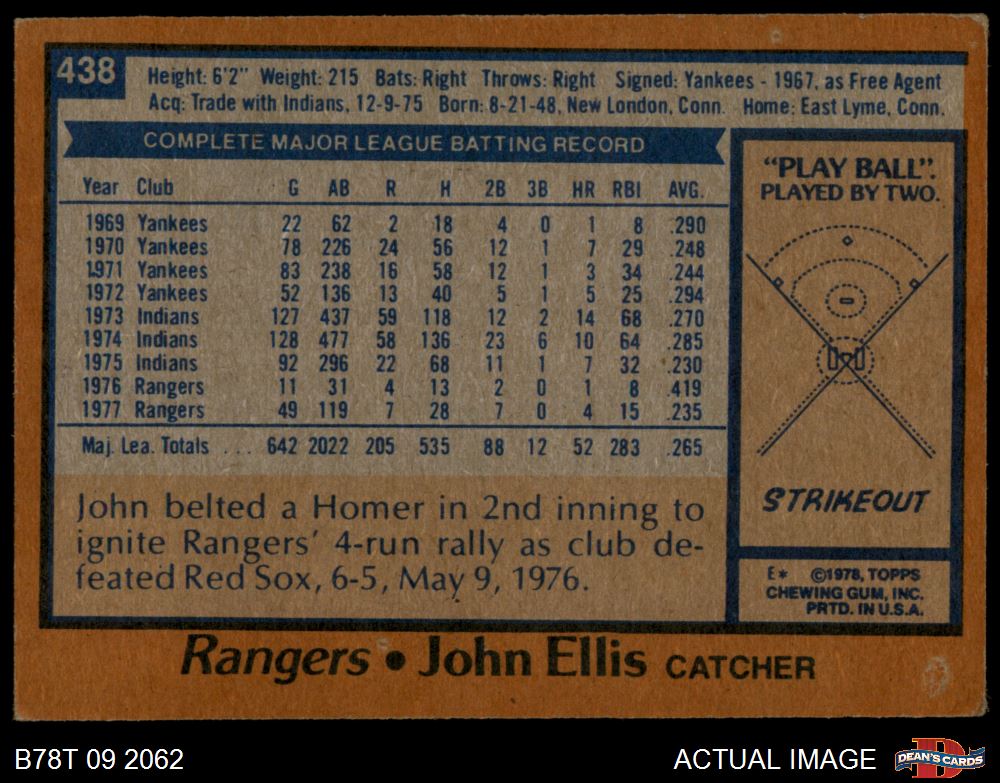 438
Height: 6'2" Weight: 215 Bats: Right Throws: Right Signed: Yankees - 1967, as Free Agent
Acq: Trade with Indians, 12-9-75 Born: 8-21-48, New London, Conn. Home: East Lyme, Conn.
COMPLETE MAJOR LEAGUE BATTING RECORD
Year Club G AB R H 2B 3B HR RBI AVG.
1969 Yankees 22 62 2 18 4 0 1 8 .290
1970 Yankees 78 226 24 56 12 1 7 29 .248
1971 Yankees 83 238 16 58 12 1 3 34 .244
1972 Yankees 52 136 13 40 5 1 5 25 .294
1973 Indians 127 437 59 118 12 2 14 68 .270
1974 Indians 128 477 58 136 23 6 10 64 .285
1975 Indians 92 296 22 68 11 1 7 32 .230
1976 Rangers 11 31 4 13 2 0 1 8 .419
1977 Rangers 49 119 7 28 7 0 4 15 .235
Maj. Lea. Totals ... 642 2022 205 535 88 12 52 283 .265
John belted a Homer in 2nd inning to
ignite Rangers' 4-run rally as club de-
feated Red Sox, 6-5, May 9, 1976.
"PLAY BALL".
PLAYED BY TWO.
STRIKEOUT
E* ©1978, TOPPS
CHEWING GUM, INC.
PRTD. IN U.S.A.
Rangers • John Ellis CATCHER
B78T 09 2062
ACTUAL IMAGE
D
DEAN'S CARDS